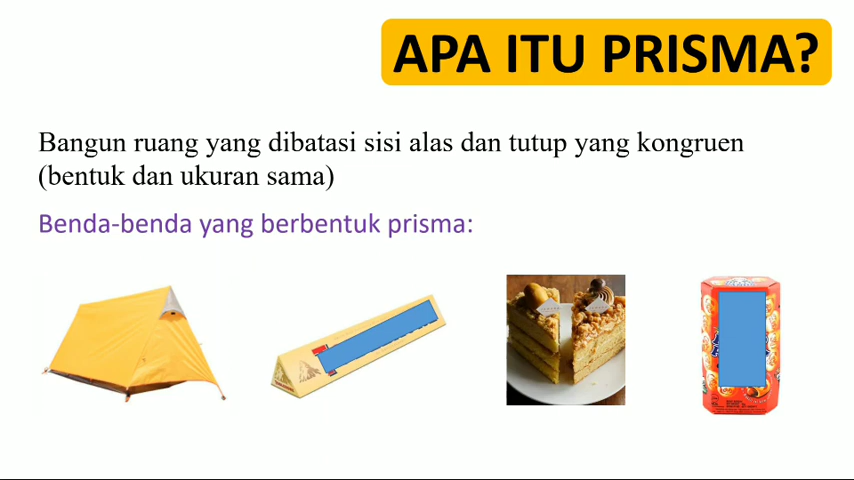 APA ITU PRISMA?
Bangun ruang yang dibatasi sisi alas dan tutup yang kongruen
(bentuk dan ukuran sama)
Benda-benda yang berbentuk prisma: